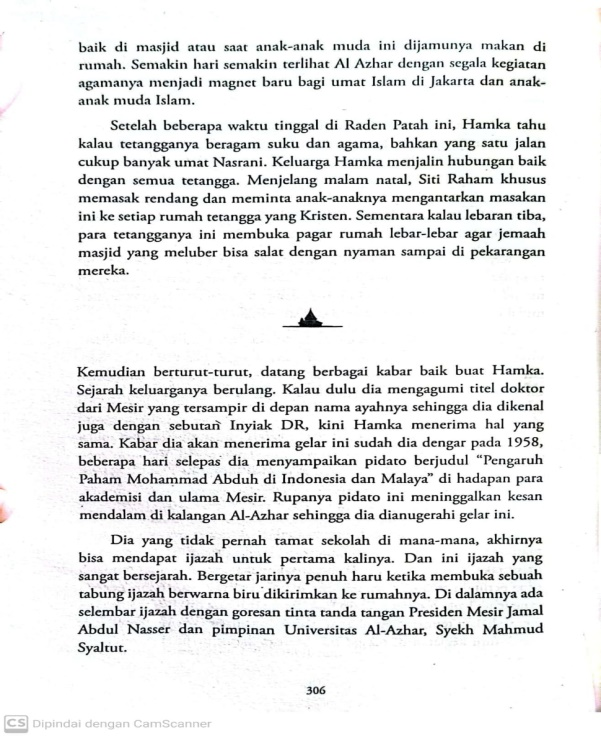 baik di masjid atau saat anak-anak muda ini dijamunya makan di
rumah. Semakin hari semakin terlihat Al Azhar dengan segala kegiatan
agamanya menjadi magnet baru bagi umat Islam di Jakarta dan anak-
anak muda Islam.
Setelah beberapa waktu tinggal di Raden Patah ini, Hamka tahu
kalau tetangganya beragam suku dan agama, bahkan yang satu jalan
cukup banyak umat Nasrani. Keluarga Hamka menjalin hubungan baik
dengan semua tetangga. Menjelang malam natal, Siti Raham khusus
memasak rendang dan meminta anak-anaknya mengantarkan masakan
ini ke setiap rumah tetangga yang Kristen. Sementara kalau lebaran tiba,
para tetangganya ini membuka pagar rumah lebar-lebar agar jemaah
masjid yang meluber bisa salat dengan nyaman sampai di pekarangan
mereka.
Kemudian berturut-turut, datang berbagai kabar baik buat Hamka.
Sejarah keluarganya berulang. Kalau dulu dia mengagumi titel doktor
dari Mesir yang tersampir di depan nama ayahnya sehingga dia dikenal
juga dengan sebutan Inyiak DR, kini Hamka menerima hal yang
sama. Kabar dia akan menerima gelar ini sudah dia dengar pada 1958,
beberapa hari selepas dia menyampaikan pidato berjudul “Pengaruh
Paham Mohammad Abduh di Indonesia dan Malaya” di hadapan para
akademisi dan ulama Mesir. Rupanya pidato ini meninggalkan kesan
mendalam di kalangan Al-Azhar sehingga dia dianugerahi gelar ini.
Dia yang tidak pernah tamat sekolah di mana-mana, akhirnya
bisa mendapat ijazah untuk pertama kalinya. Dan ini ijazah yang
sangat bersejarah. Bergetar jarinya penuh haru ketika membuka sebuah
tabung ijazah berwarna biru dikirimkan ke rumahnya. Di dalamnya ada
selembar ijazah dengan goresan tinta tanda tangan Presiden Mesir Jamal
Abdul Nasser dan pimpinan Universitas Al-Azhar, Syekh Mahmud
Syaltut.
306
CS Dipindai dengan CamScanner